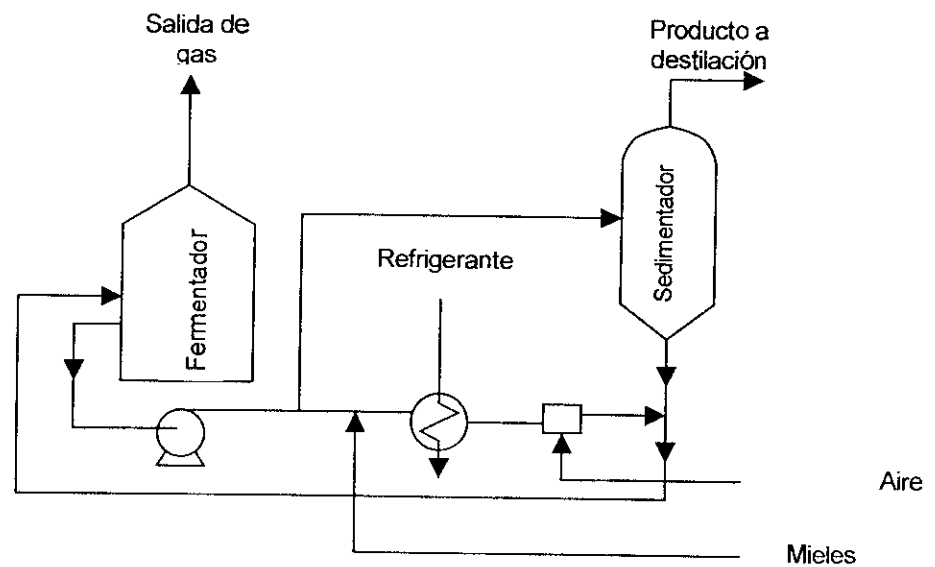 Salida de
gas
Producto a
destilación
Fermentador
Sedimentador
Refrigerante
Aire
Mieles